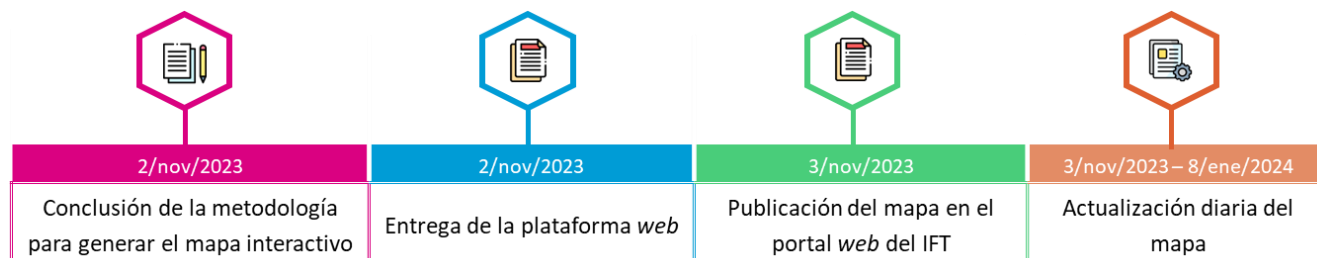 2/nov/2023
Conclusión de la metodología
para generar el mapa interactivo
2/nov/2023
Entrega de la plataforma web
3/nov/2023
Publicación del mapa en el
portal web del IFT
3/nov/2023 – 8/ene/2024
Actualización diaria del
mapa